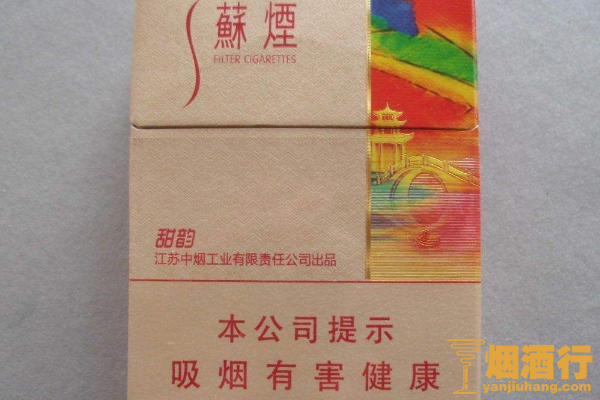 蘇煙
FILTER CIGARETTES
甜韵
江苏中烟工业有限责任公司出品
本公司提示
吸烟有害健康
烟酒行
yanjiuhang.com